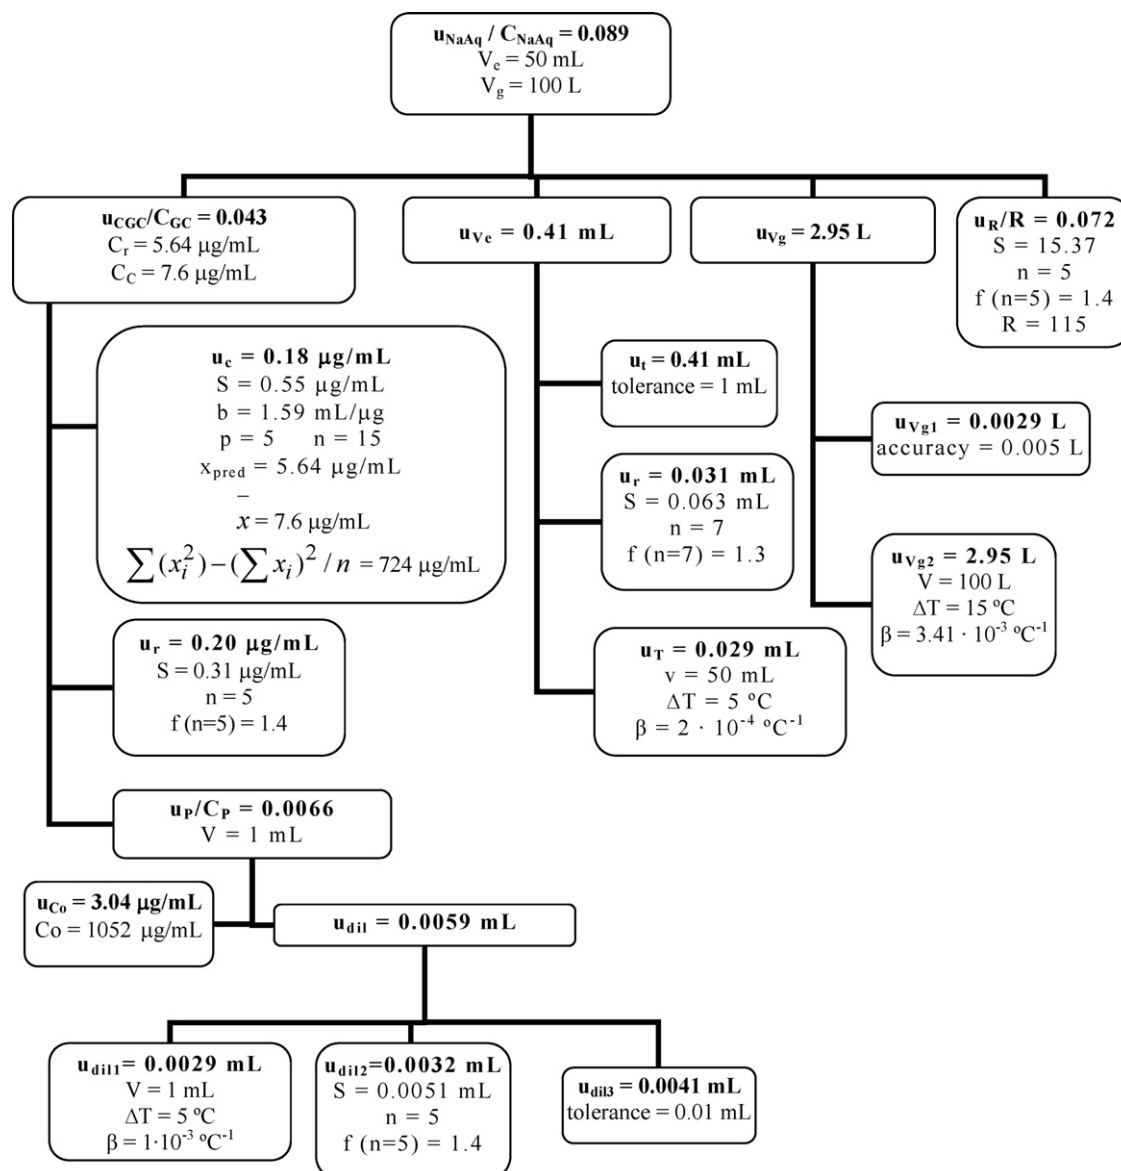 u_NaAq / C_NaAq = 0.089
V_e = 50 mL
V_g = 100 L
u_CGC/C_GC = 0.043
C_r = 5.64 µg/mL
C_C = 7.6 µg/mL
u_Ve = 0.41 mL
u_Vg = 2.95 L
u_R/R = 0.072
S = 15.37
n = 5
f (n=5) = 1.4
R = 115
u_c = 0.18 µg/mL
S = 0.55 µg/mL
b = 1.59 mL/µg
p = 5 n = 15
x_pred = 5.64 µg/mL
x̄ = 7.6 µg/mL
∑(x_i²) – (∑ x_i)² / n = 724 µg/mL
u_t = 0.41 mL
tolerance = 1 mL
u_Vg1 = 0.0029 L
accuracy = 0.005 L
u_r = 0.031 mL
S = 0.063 mL
n = 7
f (n=7) = 1.3
u_Vg2 = 2.95 L
V = 100 L
ΔT = 15 ºC
β = 3.41 · 10⁻³ ºC⁻¹
u_r = 0.20 µg/mL
S = 0.31 µg/mL
n = 5
f (n=5) = 1.4
u_T = 0.029 mL
v = 50 mL
ΔT = 5 ºC
β = 2 · 10⁻⁴ ºC⁻¹
u_P/C_P = 0.0066
V = 1 mL
u_Co = 3.04 µg/mL
Co = 1052 µg/mL
u_dil = 0.0059 mL
u_dil1= 0.0029 mL
V = 1 mL
ΔT = 5 ºC
β = 1·10⁻³ ºC⁻¹
u_dil2=0.0032 mL
S = 0.0051 mL
n = 5
f (n=5) = 1.4
u_dil3 = 0.0041 mL
tolerance = 0.01 mL